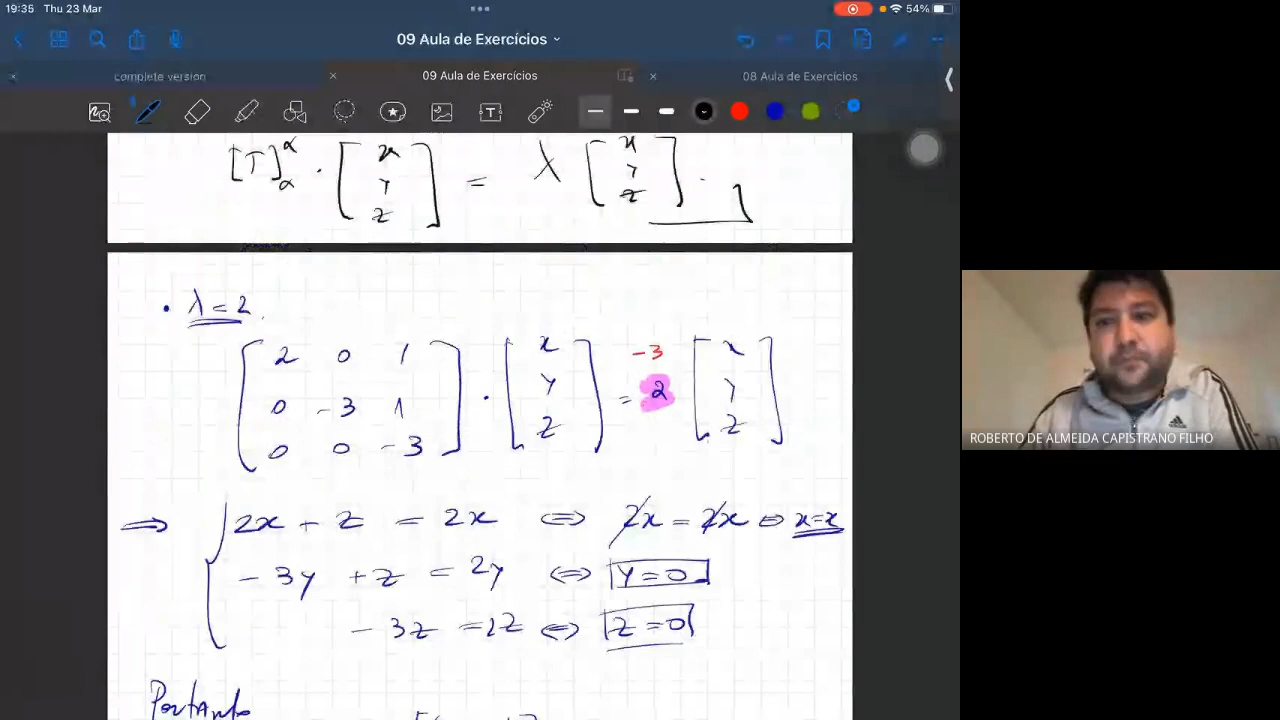 19:35 Thu 23 Mar
54%
09 Aula de Exercícios
complete version
09 Aula de Exercícios
08 Aula de Exercícios
[T]^α_α · [x y z] = λ [x y z] .
• λ = 2.
[2 0 1
0 -3 1
0 0 -3] · [x y z] = 2 [x y z]
-3
⇒ { 2x + z = 2x ⇔ 2x = 2x ⇔ x=x
-3y + z = 2y ⇔ y=0
-3z = 2z ⇔ z=0
Portanto
ROBERTO DE ALMEIDA CAPISTRANO FILHO